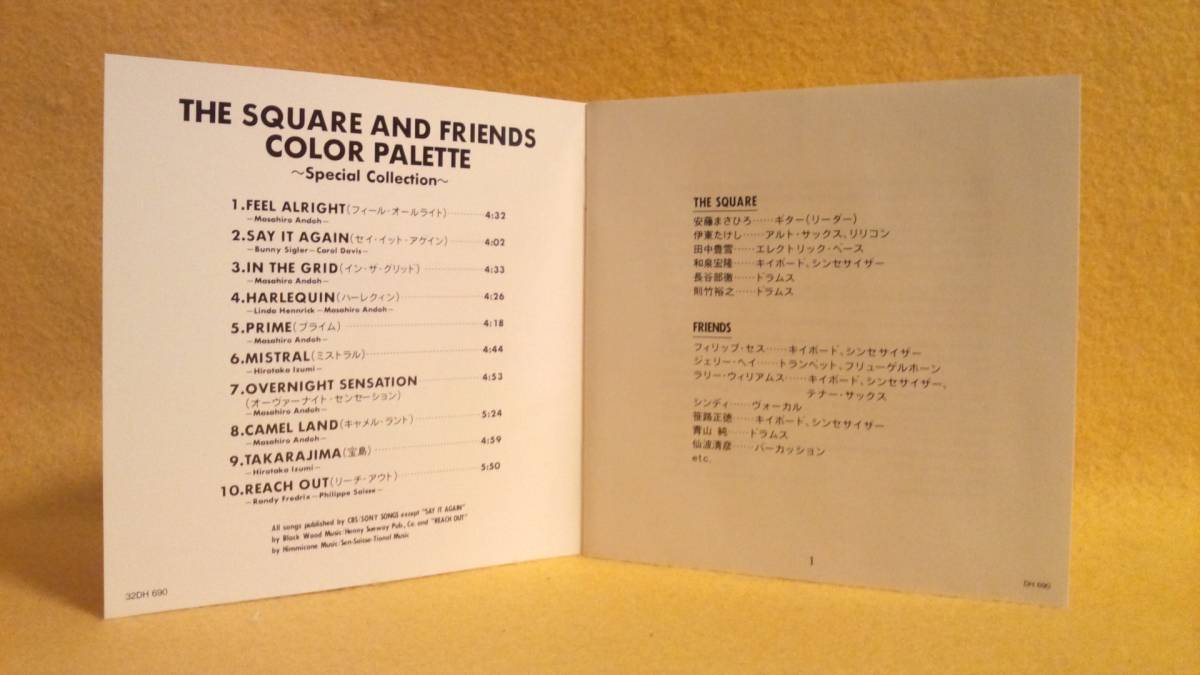 THE SQUARE AND FRIENDS
COLOR PALETTE
〜Special Collection〜
1.FEEL ALRIGHT(フィール・オールライト)………4:32
–Masahiro Andoh–
2.SAY IT AGAIN(セイ・イット・アゲイン)………4:02
–Bunny Sigler–Carol Davis–
3.IN THE GRID(イン・ザ・グリッド)………4:33
–Masahiro Andoh–
4.HARLEQUIN(ハーレクィン)………4:26
–Linda Hennrick–Masahiro Andoh–
5.PRIME(プライム)………4:18
–Masahiro Andoh–
6.MISTRAL(ミストラル)………4:44
–Hirotaka Izumi–
7.OVERNIGHT SENSATION………4:53
(オーヴァーナイト・センセーション)
–Masahiro Andoh–
8.CAMEL LAND(キャメル・ランド)………5:24
–Masahiro Andoh–
9.TAKARAJIMA(宝島)………4:59
–Hirotaka Izumi–
10.REACH OUT(リーチ・アウト)………5:50
–Randy Fredrix–Philippe Saisse–
All songs published by CBS/SONY SONGS except "SAY IT AGAIN"
by Black Wood Music/Henny Sueway Pub., Co. and "REACH OUT"
by Himmicane Music/Sen-Saisse-Tional Music
32DH 690
THE SQUARE
安藤まさひろ……ギター(リーダー)
伊東たけし……アルト・サックス、リリコン
田中豊雪……エレクトリック・ベース
和泉宏隆……キイボード、シンセサイザー
長谷部徹……ドラムス
則竹裕之……ドラムス
FRIENDS
フィリップ・セス……キイボード、シンセサイザー
ジェリー・ヘイ……トランペット、フリューゲルホーン
ラリー・ウィリアムス……キイボード、シンセサイザー、
テナー・サックス
シンディ……ヴォーカル
笹路正徳……キイボード、シンセサイザー
青山 純……ドラムス
仙波清彦……パーカッション
etc.
1
DH 690